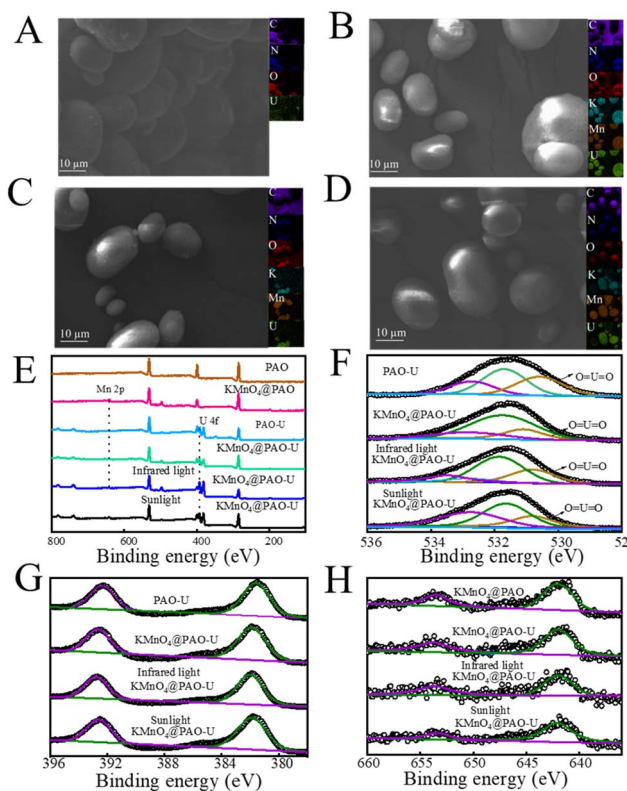 A
C
N
O
U
10 μm
B
C
N
O
K
Mn
U
10 μm
C
C
N
O
K
Mn
U
10 μm
D
C
N
O
K
Mn
U
10 μm
E
PAO
Mn 2p
KMnO₄@PAO
PAO-U
U 4f
KMnO₄@PAO-U
Infrared light
KMnO₄@PAO-U
Sunlight
KMnO₄@PAO-U
800 600 400 200
Binding energy (eV)
F
PAO-U
O=U=O
KMnO₄@PAO-U
O=U=O
Infrared light
KMnO₄@PAO-U
O=U=O
Sunlight
KMnO₄@PAO-U
O=U=O
536 534 532 530 52
Binding energy (eV)
G
PAO-U
KMnO₄@PAO-U
Infrared light
KMnO₄@PAO-U
Sunlight
KMnO₄@PAO-U
396 392 388 384 380
Binding energy (eV)
H
KMnO₄@PAO
KMnO₄@PAO-U
Infrared light
KMnO₄@PAO-U
Sunlight
KMnO₄@PAO-U
660 655 650 645 640
Binding energy (eV)